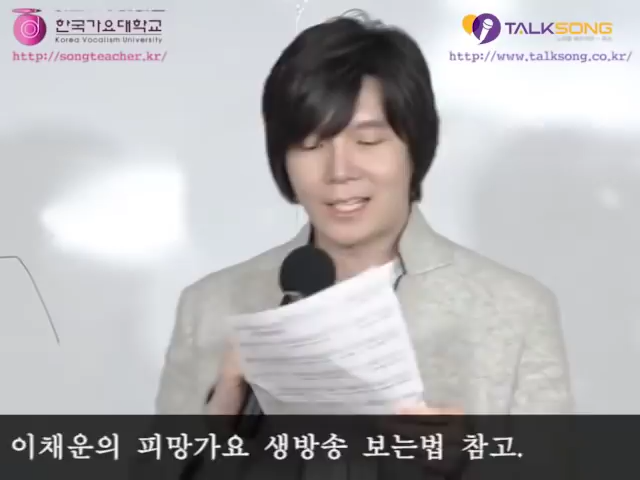 한국가요대학교
Korea Vocalism University
http://songteacher.kr/
TALKSONG
http://www.talksong.co.kr/
이채운의 피망가요 생방송 보는법 참고.